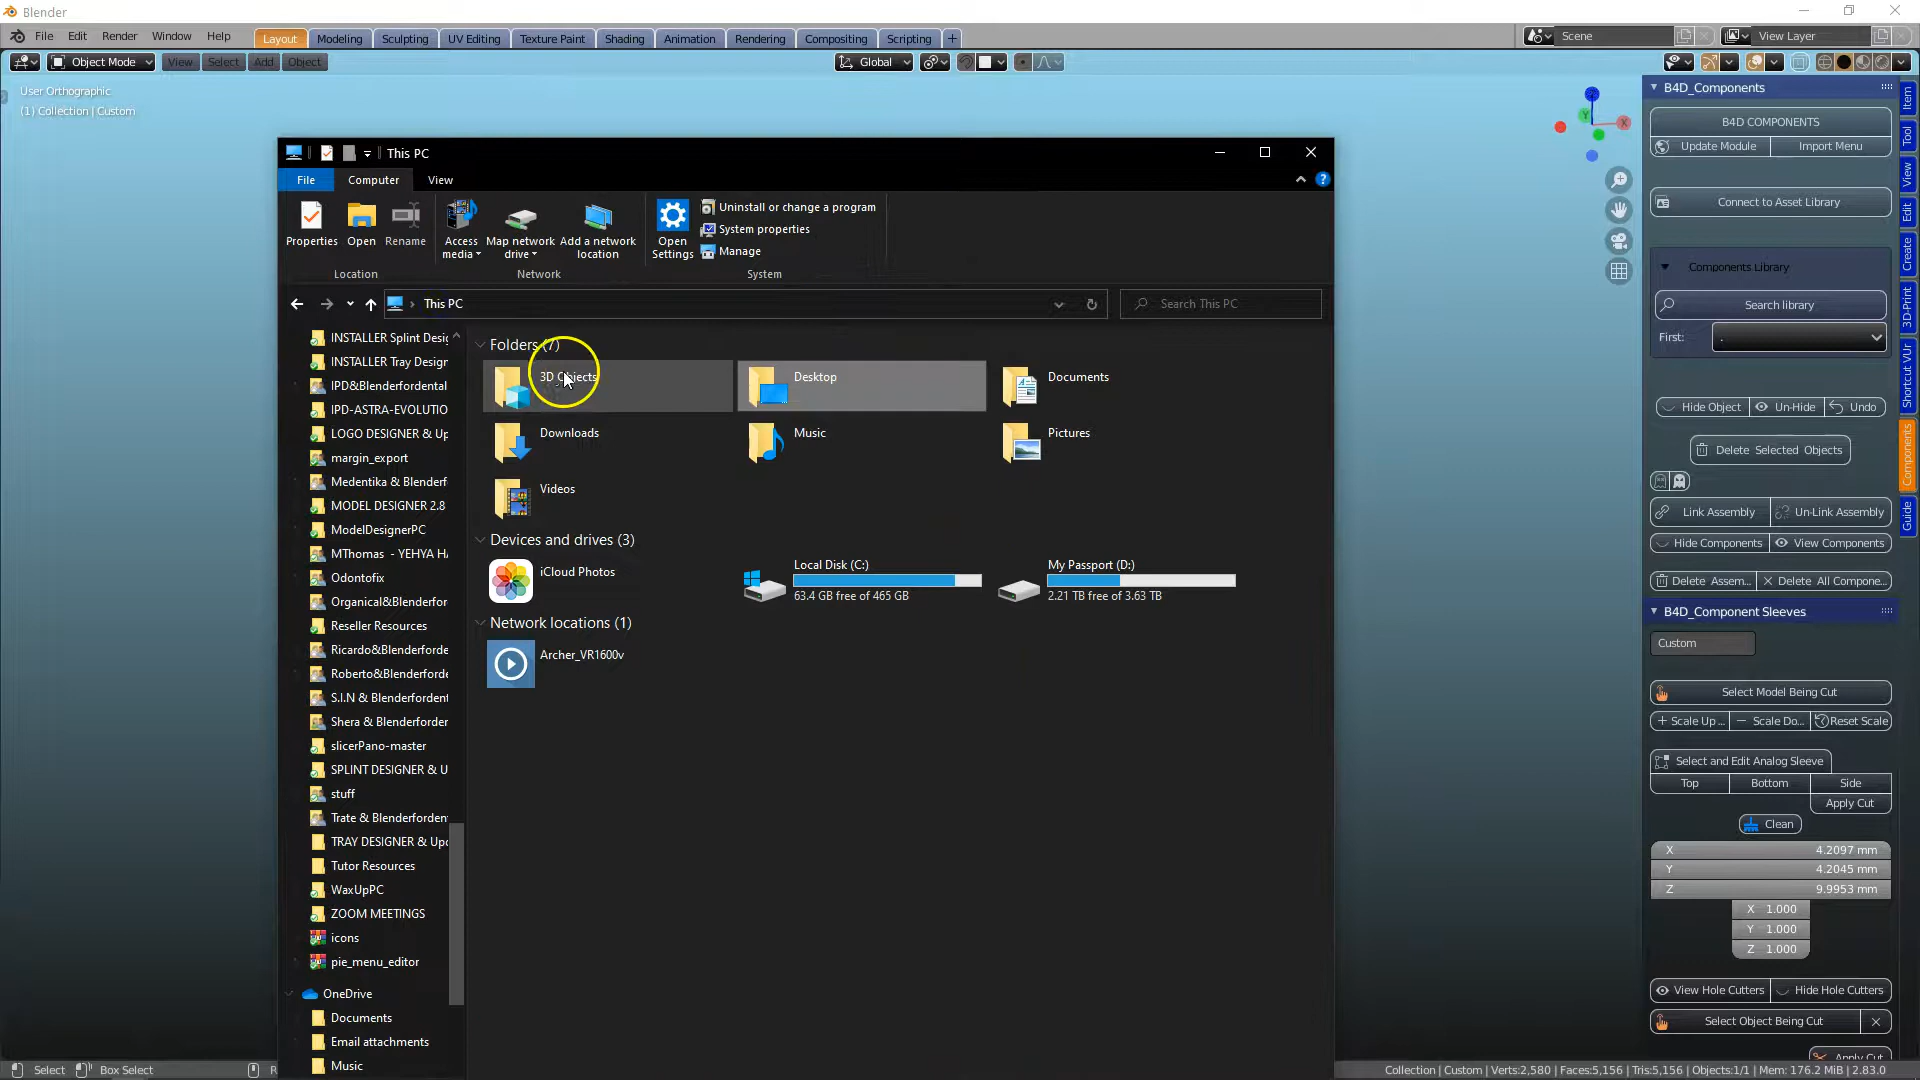 Blender
File Edit Render Window Help Layout Modeling Sculpting UV Editing Texture Paint Shading Animation Rendering Compositing Scripting + Scene View Layer
Object Mode View Select Add Object Global
User Orthographic
(1) Collection | Custom
This PC
File Computer View
Properties Open Rename Access media Map network drive Add a network location Open Settings
Uninstall or change a program
System properties
Manage
Location Network System
This PC Search This PC
INSTALLER Splint Desig
INSTALLER Tray Design
IPD&Blenderfordental
IPD-ASTRA-EVOLUTIO
LOGO DESIGNER & Up
margin_export
Medentika & Blenderf
MODEL DESIGNER 2.8
ModelDesignerPC
MThomas - YEHYA HA
Odontofix
Organical&Blenderfor
Reseller Resources
Ricardo&Blenderforde
Roberto&Blenderforde
S.I.N & Blenderfordent
Shera & Blenderforder
slicerPano-master
SPLINT DESIGNER & U
stuff
Trate & Blenderforden
TRAY DESIGNER & Upd
Tutor Resources
WaxUpPC
ZOOM MEETINGS
icons
pie_menu_editor
OneDrive
Documents
Email attachments
Music
Folders (7)
3D Objects Desktop Documents
Downloads Music Pictures
Videos
Devices and drives (3)
iCloud Photos
Local Disk (C:)
63.4 GB free of 465 GB
My Passport (D:)
2.21 TB free of 3.63 TB
Network locations (1)
Archer_VR1600v
Y X
B4D_Components
B4D COMPONENTS
Update Module Import Menu
Connect to Asset Library
Components Library
Search library
First: .
Hide Object Un-Hide Undo
Delete Selected Objects
Link Assembly Un-Link Assembly
Hide Components View Components
Delete Assem... Delete All Compone...
B4D_Component Sleeves
Custom
Select Model Being Cut
Scale Up ... Scale Do... Reset Scale
Select and Edit Analog Sleeve
Top Bottom Side
Apply Cut
Clean
X 4.2097 mm
Y 4.2045 mm
Z 9.9953 mm
X 1.000
Y 1.000
Z 1.000
View Hole Cutters Hide Hole Cutters
Select Object Being Cut
Apply Cut
Item
Tool
View
Edit
Create
3D-Print
Shortcut VUr
Components
Guide
Select Box Select R
Collection | Custom | Verts:2,580 | Faces:5,156 | Tris:5,156 | Objects:1/1 | Mem: 176.2 MiB | 2.83.0